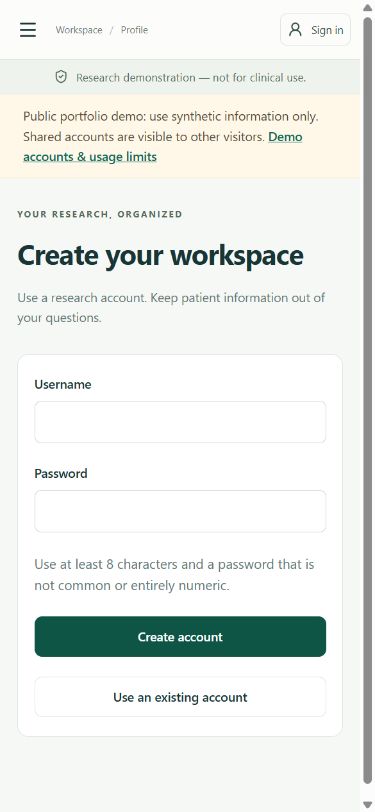 Workspace / Profile
Sign in
Research demonstration — not for clinical use.
Public portfolio demo: use synthetic information only.
Shared accounts are visible to other visitors. Demo
accounts & usage limits
YOUR RESEARCH, ORGANIZED
Create your workspace
Use a research account. Keep patient information out of
your questions.
Username
Password
Use at least 8 characters and a password that is
not common or entirely numeric.
Create account
Use an existing account